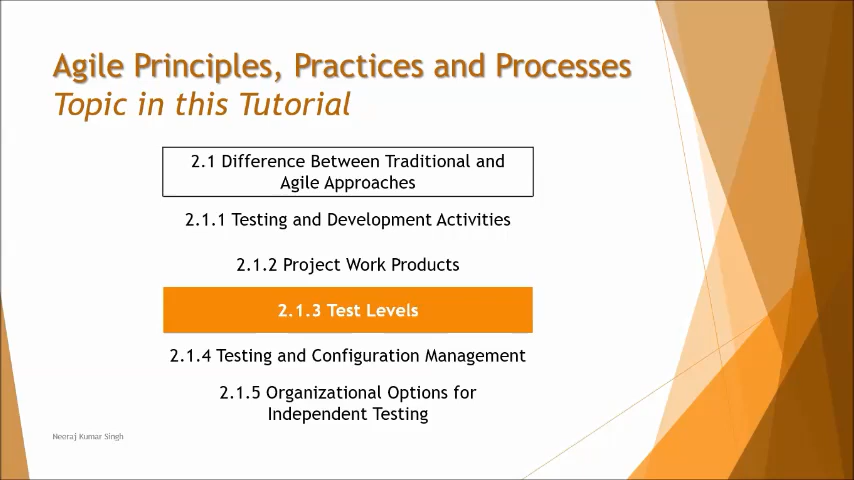 Agile Principles, Practices and Processes
Topic in this Tutorial
2.1 Difference Between Traditional and
Agile Approaches
2.1.1 Testing and Development Activities
2.1.2 Project Work Products
2.1.3 Test Levels
2.1.4 Testing and Configuration Management
2.1.5 Organizational Options for
Independent Testing
Neeraj Kumar Singh